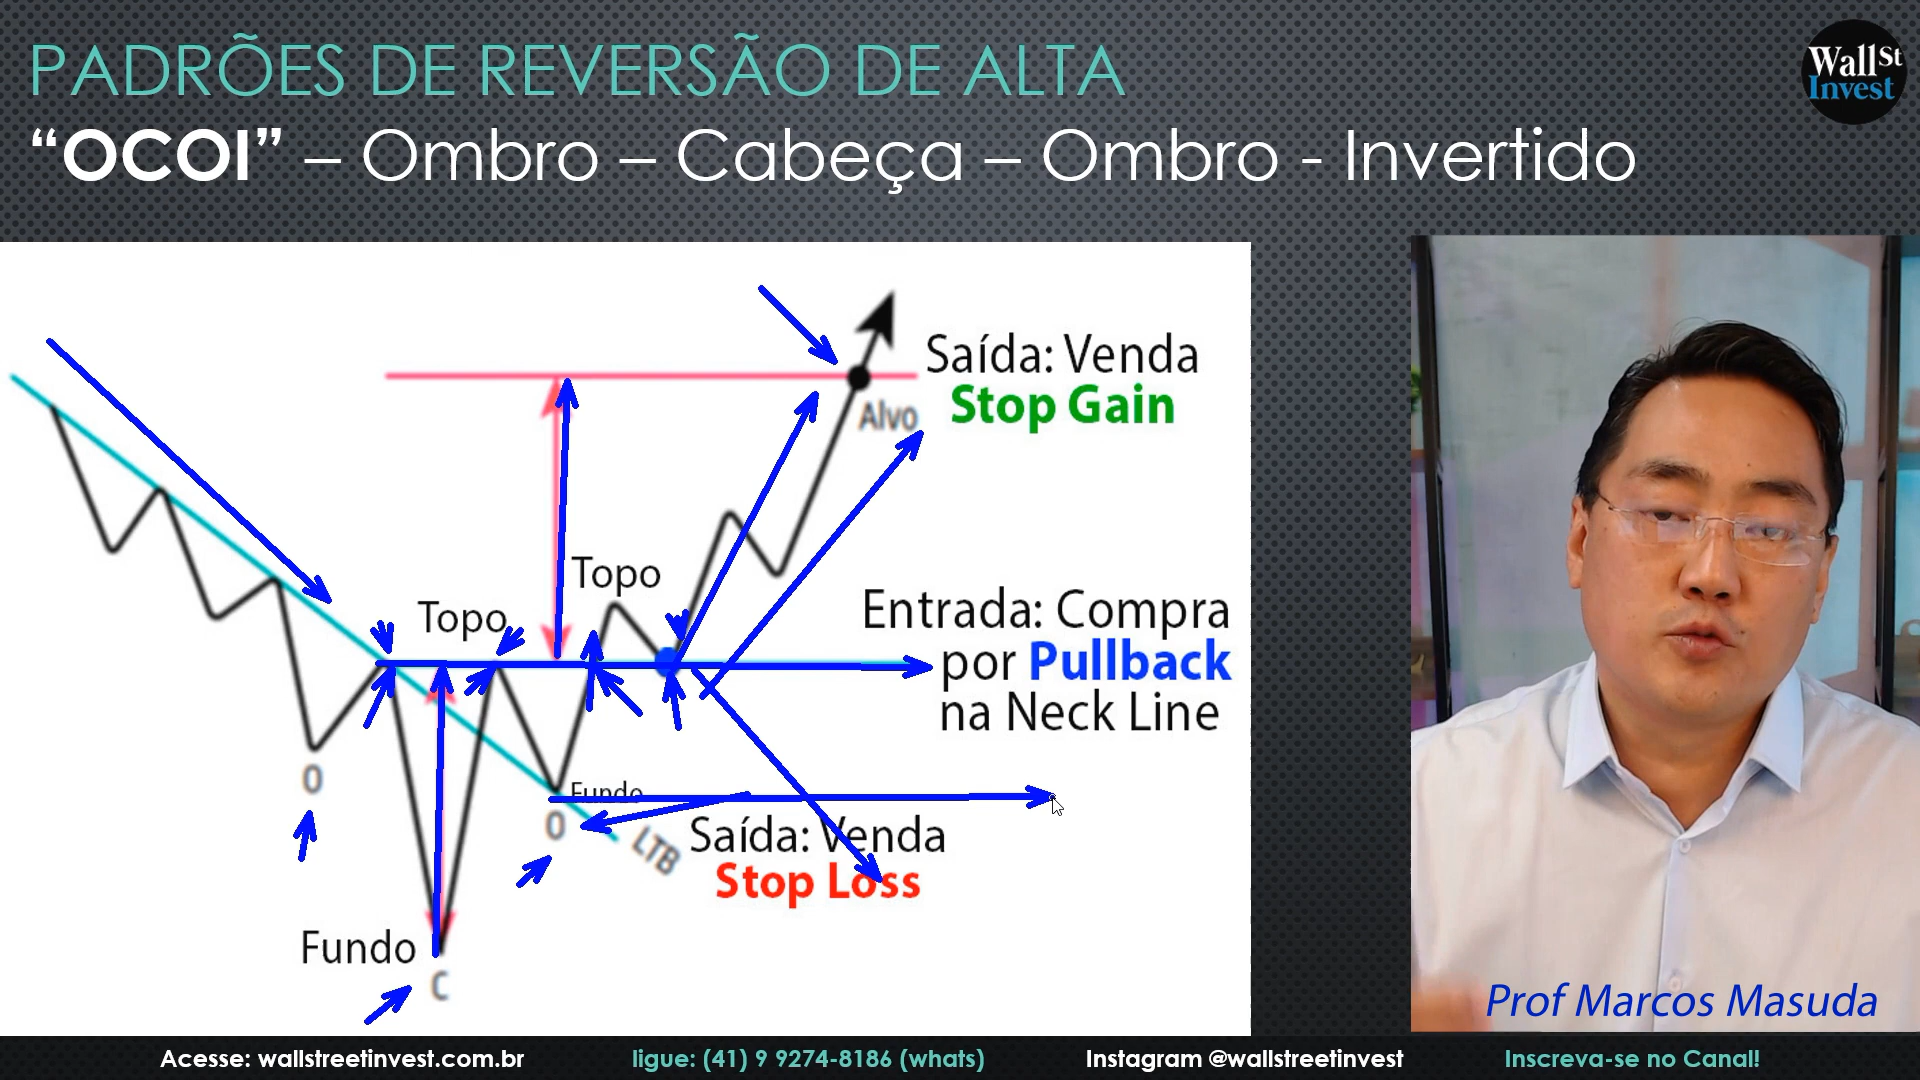 PADRÕES DE REVERSÃO DE ALTA
“OCOI” – Ombro – Cabeça – Ombro - Invertido
WallSt
Invest
Saída: Venda
Stop Gain
Alvo
Topo
Topo
Entrada: Compra
por Pullback
na Neck Line
O
Fundo
O
LTB
Saída: Venda
Stop Loss
Fundo
C
Prof Marcos Masuda
Acesse: wallstreetinvest.com.br ligue: (41) 9 9274-8186 (whats) Instagram @wallstreetinvest Inscreva-se no Canal!